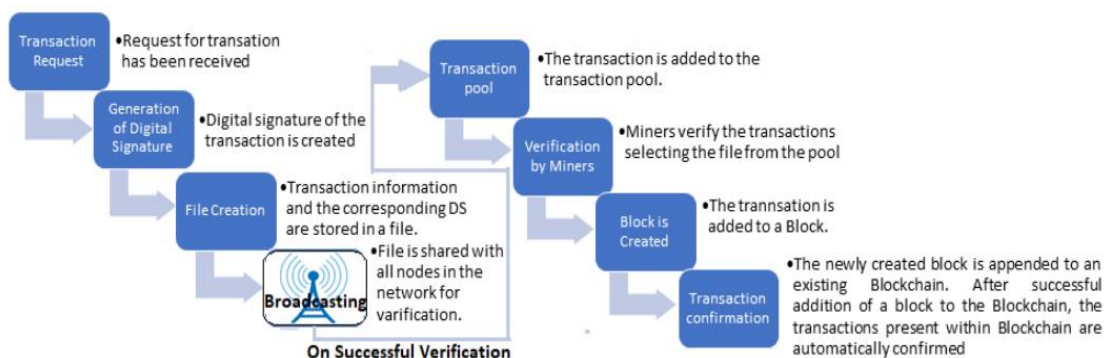 Transaction
Request
•Request for transation
has been received
Generation
of Digital
Signature
•Digital signature of the
transaction is created
File Creation
•Transaction information
and the corresponding DS
are stored in a file.
Broadcasting
•File is shared with
all nodes in the
network for
varification.
On Successful Verification
Transaction
pool
•The transaction is added to the
transaction pool.
Verification
by Miners
•Miners verify the transactions
selecting the file from the pool
Block is
Created
•The trannsation is
added to a Block.
Transaction
confirmation
•The newly created block is appended to an
existing Blockchain. After successful
addition of a block to the Blockchain, the
transactions present within Blockchain are
automatically confirmed